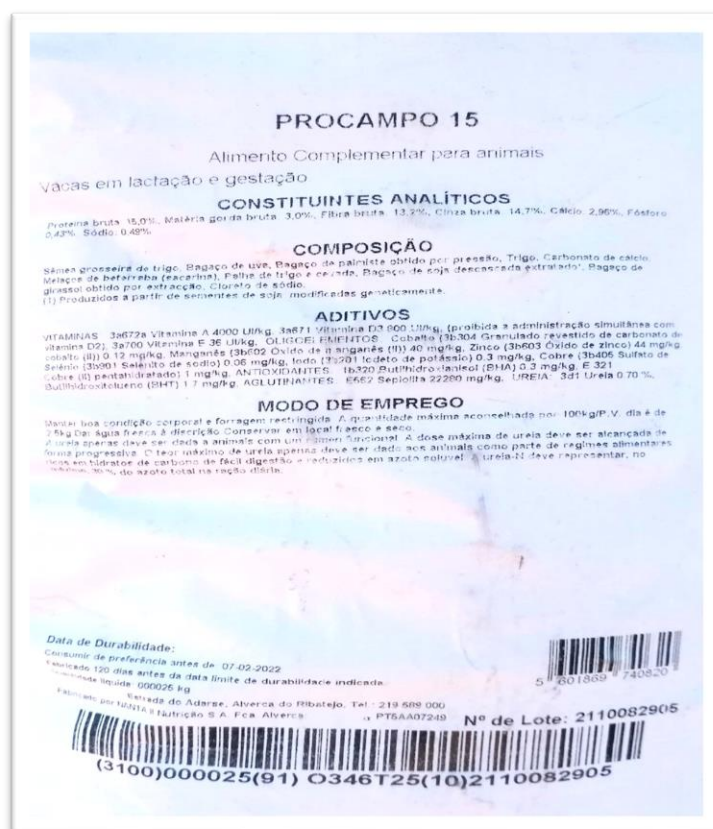 PROCAMPO 15
Alimento Complementar para animais
Vacas em lactação e gestação
CONSTITUINTES ANALÍTICOS
Proteína bruta: 15,0%, Matéria gorda bruta: 3,0%, Fibra bruta: 13,2%, Cinza bruta: 14,7%, Cálcio: 2,96%, Fósforo
0,43%, Sódio: 0,49%
COMPOSIÇÃO
Sêmea grosseira de trigo, Bagaço de uva, Bagaço de palmiste obtido por pressão, Trigo, Carbonato de cálcio,
Melaços de beterraba (sacarina), Palha de trigo e cevada, Bagaço de soja descascada extratado¹, Bagaço de
girassol obtido por extracção, Cloreto de sódio.
(1) Produzidos a partir de sementes de soja modificadas geneticamente.
ADITIVOS
VITAMINAS 3a672a Vitamina A 4000 UI/kg, 3a671 Vitamina D3 800 UI/kg, (proibida a administração simultânea com
vitamina D2), 3a700 Vitamina E 36 UI/kg, OLIGOELEMENTOS: Cobalto (3b304 Granulado revestido de carbonato de
cobalto (II)) 0.12 mg/kg, Manganês (3b502 Óxido de manganês (II)) 40 mg/kg, Zinco (3b603 Óxido de zinco) 44 mg/kg
Selénio (3b801 Selenito de sodio) 0.06 mg/kg, Iodo (3b201 Iodeto de potássio) 0.3 mg/kg, Cobre (3b405 Sulfato de
Cobre (II) pentahidratado) 1 mg/kg, ANTIOXIDANTES: 1b320 Butilhidroxianisol (BHA) 0.3 mg/kg, E 321
Butilhidroxitolueno (BHT) 1.7 mg/kg, AGLUTINANTES: E562 Sepiolita 22280 mg/kg, UREIA: 3d1 Ureia 0.70 %,
MODO DE EMPREGO
Manter boa condição corporal e forragem restringida. A quantidade máxima aconselhada por 100kg/P.V. dia é de
Dar água fresca à discrição. Conservar em local fresco e seco.
A ureia apenas deve ser dada a animais com um rúmen funcional. A dose máxima de ureia deve ser alcançada de
forma progressiva. O teor máximo de ureia apenas deve ser dado aos animais como parte de regimes alimentares
ricos em hidratos de carbono de fácil digestão e reduzidos em azoto solúvel. A ureia-N deve representar, no
máximo, 30 % do azoto total na ração diária.
Data de Durabilidade:
Consumir de preferência antes de: 07-02-2022
Fabricado 120 dias antes da data limite de durabilidade indicada.
Quantidade líquida: 000025 kg
Estrada do Adarse, Alverca do Ribatejo, Tel.: 219 589 000
Fabricado por NANTA Nutrição S.A. Fca Alverca
PT5AA07249
Nº de Lote: 2110082905
5 601869 740820
(3100)000025(91) O346T25(10)2110082905